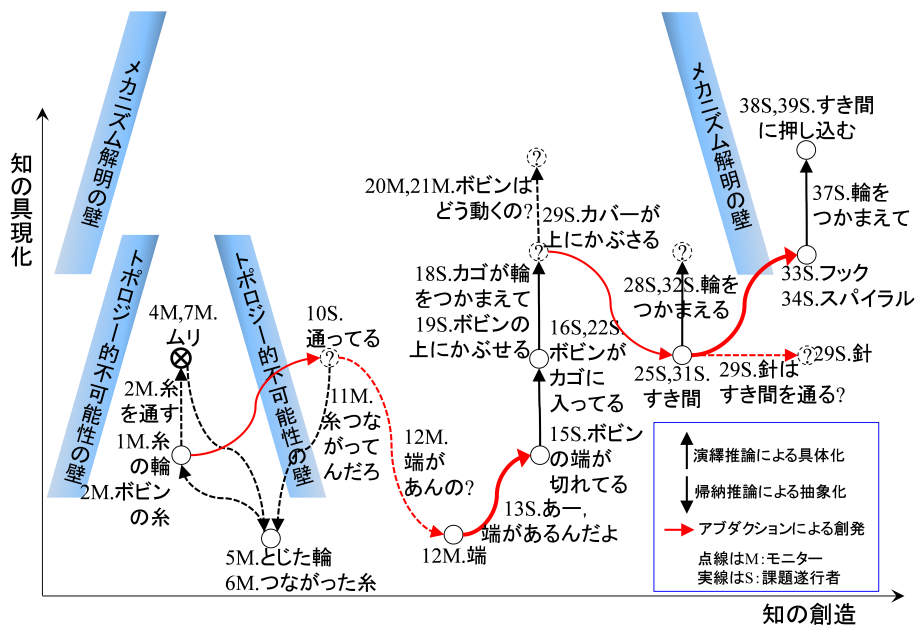 メカニズム解明の壁
メカニズム解明の壁
トポロジー的不可能性の壁
トポロジー的不可能性の壁
知の具現化
知の創造
4M,7M.
ムリ
2M.糸
を通す
1M.糸
の輪
2M.ボビン
の糸
5M.とじた輪
6M.つながった糸
10S.
通ってる
?
11M.
糸つな
がって
んだろ
12M.
端が
あんの?
12M.端
13S.あー,
端があるんだよ
15S.ボビン
の端が
切れてる
16S,22S.
ボビンが
カゴに
入ってる
18S.カゴが輪
をつかまえて
19S.ボビンの
上にかぶせる
?
20M,21M.ボビンは
どう動くの?
?
29S.カバーが
上にかぶさる
25S,31S.
すき間
28S,32S.輪を
つかまえる
?
29S.針は
すき間を通る?
?
29S.針
33S.フック
34S.スパイラル
37S.輪を
つかまえて
38S,39S.すき間
に押し込む
演繹推論による具体化
帰納推論による抽象化
アブダクションによる創発
点線はM:モニター
実線はS:課題遂行者